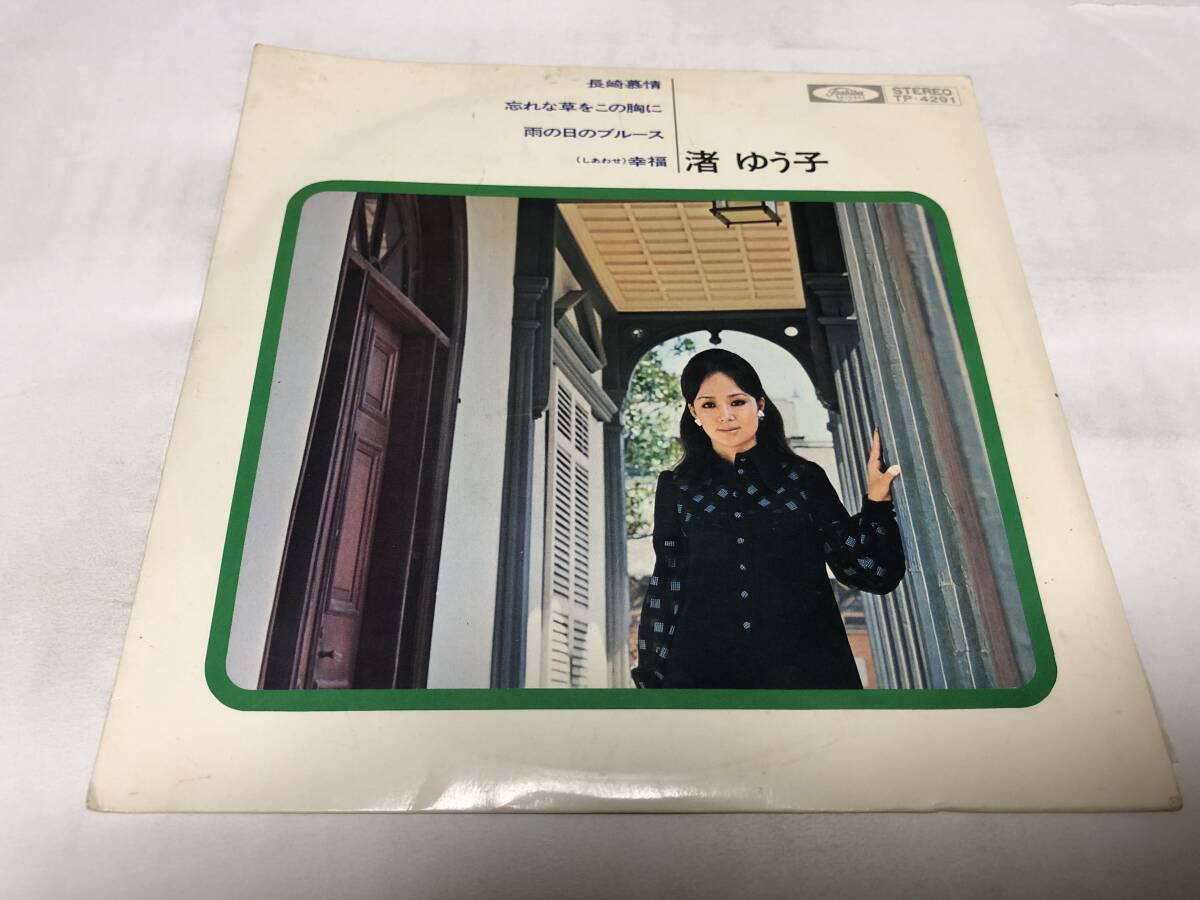 長崎慕情
忘れな草をこの胸に
雨の日のブルース
(しあわせ)幸福
渚 ゆう子
Toshiba
STEREO
TP-4291